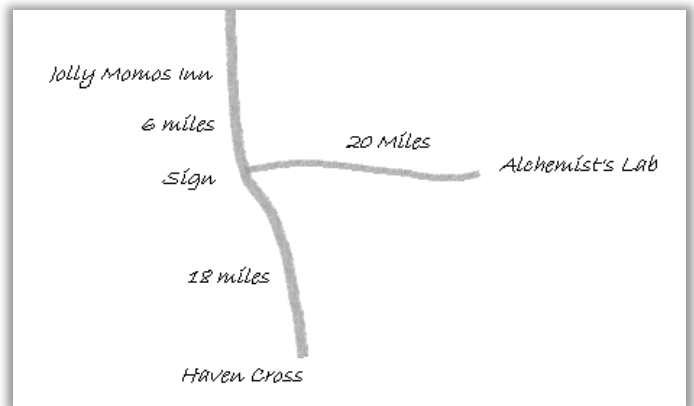 Jolly Momos Inn
6 miles
20 Miles
Alchemist's Lab
Sign
18 miles
Haven Cross